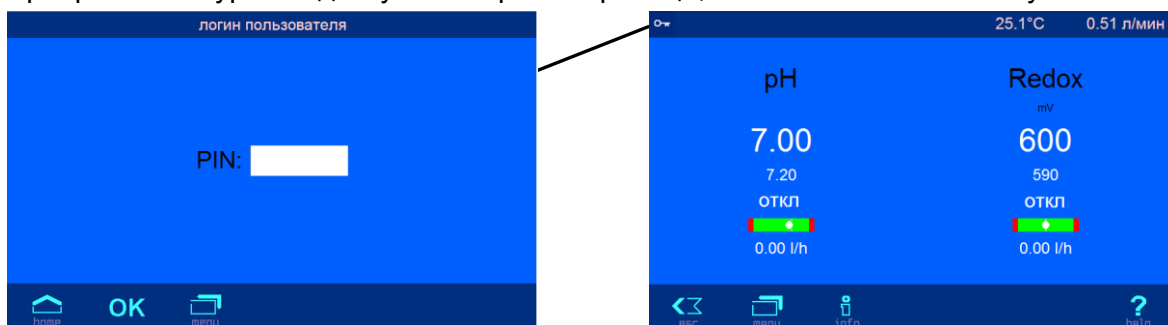 логин пользователя
PIN:
home
OK
menu
25.1°C 0.51 л/мин
pH
7.00
7.20
откл
0.00 l/h
Redox
mV
600
590
откл
0.00 l/h
esc
menu
info
?
help